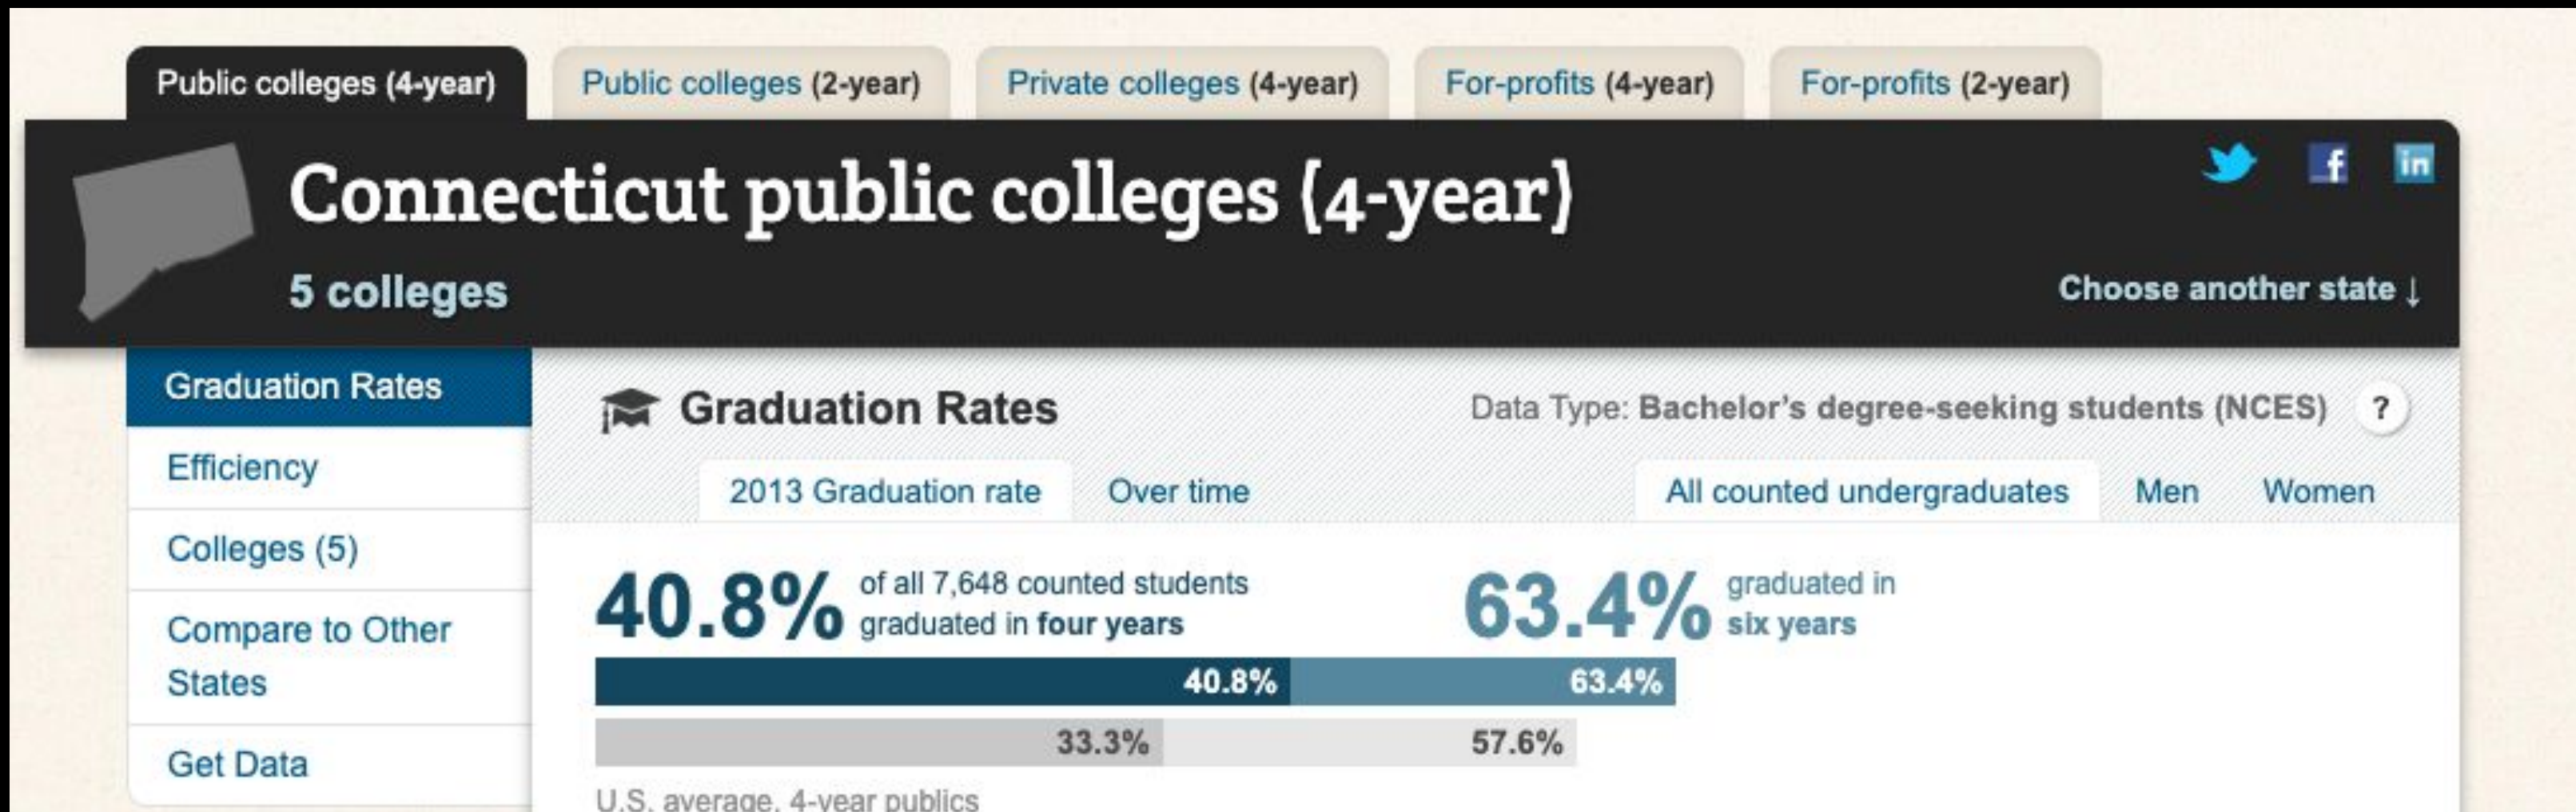 Public colleges (4-year)
Public colleges (2-year)
Private colleges (4-year)
For-profits (4-year)
For-profits (2-year)
Connecticut public colleges (4-year)
5 colleges
f
in
Choose another state ↓
Graduation Rates
Efficiency
Colleges (5)
Compare to Other
States
Get Data
Graduation Rates
Data Type: Bachelor's degree-seeking students (NCES) ?
2013 Graduation rate
Over time
All counted undergraduates
Men
Women
40.8% of all 7,648 counted students
graduated in four years
63.4% graduated in
six years
40.8%
63.4%
33.3%
57.6%
U.S. average, 4-year publics